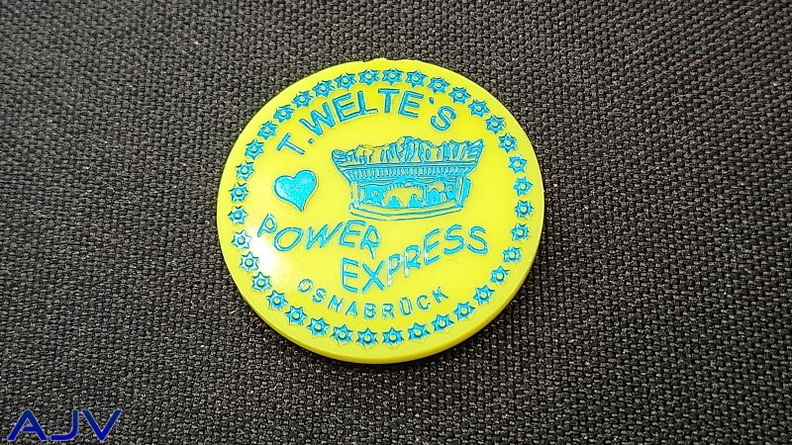 T.WELTE`S
POWER
EXPRESS
OSNABRÜCK
AJV